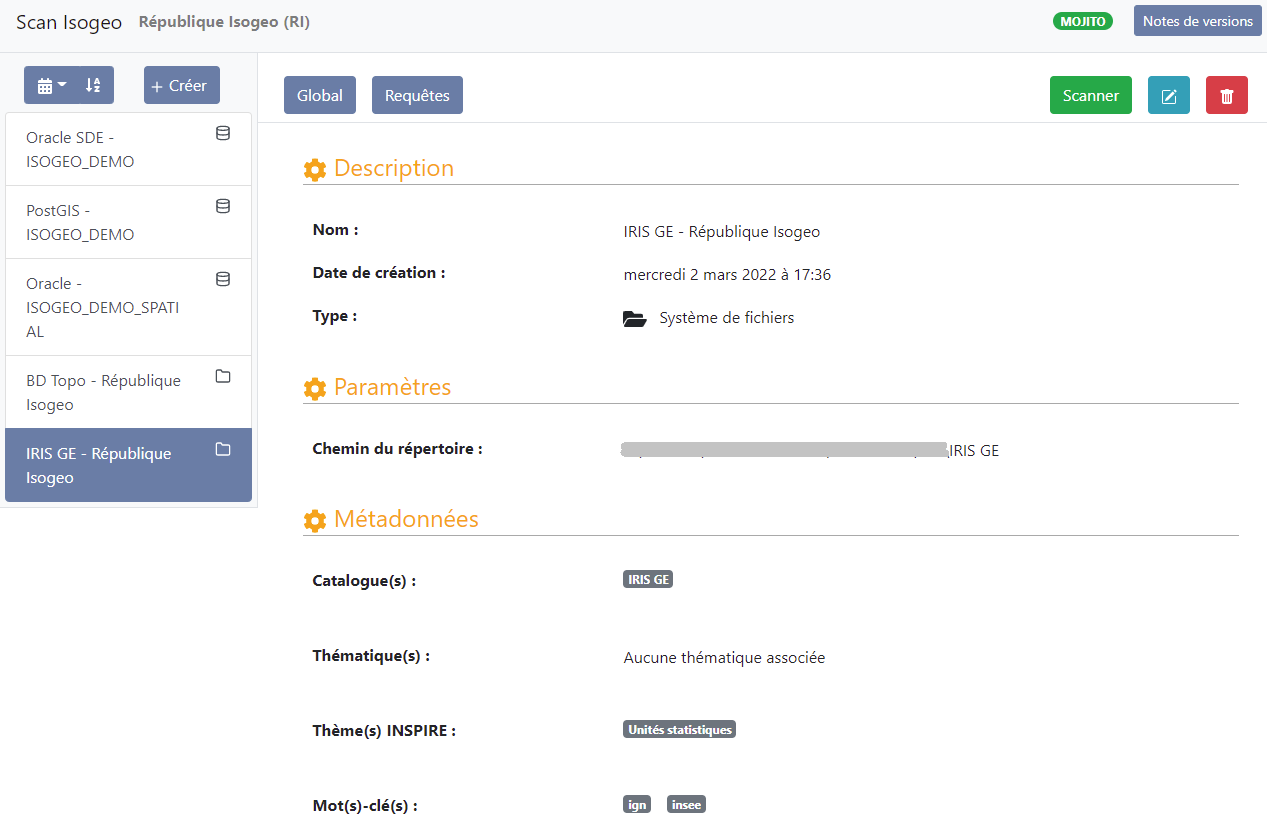 Scan Isogeo République Isogeo (RI) MOJITO Notes de versions
+ Créer Global Requêtes Scanner
Oracle SDE -
ISOGEO_DEMO
PostGIS -
ISOGEO_DEMO
Oracle -
ISOGEO_DEMO_SPATI
AL
BD Topo - République
Isogeo
IRIS GE - République
Isogeo
Description
Nom : IRIS GE - République Isogeo
Date de création : mercredi 2 mars 2022 à 17:36
Type : Système de fichiers
Paramètres
Chemin du répertoire : IRIS GE
Métadonnées
Catalogue(s) : IRIS GE
Thématique(s) : Aucune thématique associée
Thème(s) INSPIRE : Unités statistiques
Mot(s)-clé(s) : ign insee